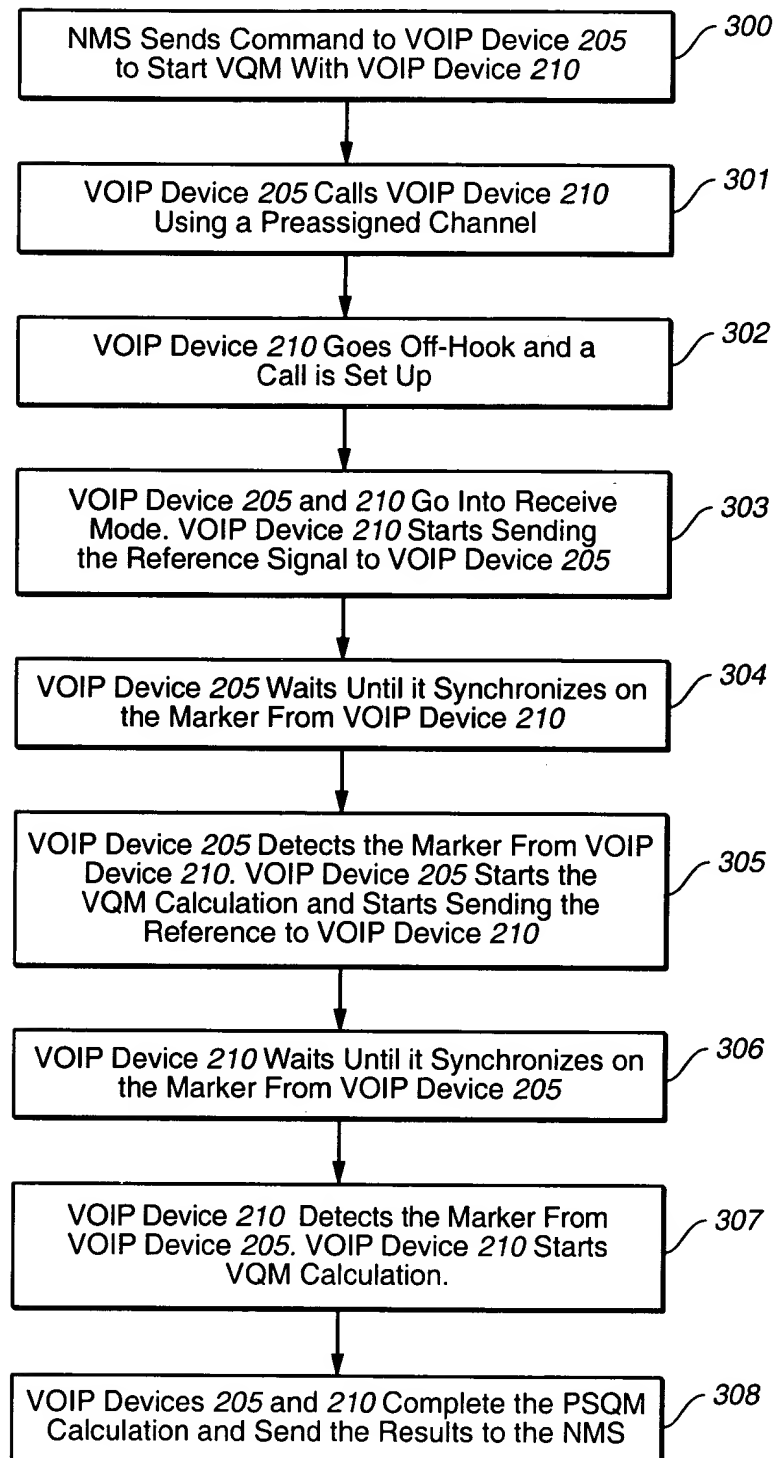 NMS Sends Command to VOIP Device 205
to Start VQM With VOIP Device 210
300
VOIP Device 205 Calls VOIP Device 210
Using a Preassigned Channel
301
VOIP Device 210 Goes Off-Hook and a
Call is Set Up
302
VOIP Device 205 and 210 Go Into Receive
Mode. VOIP Device 210 Starts Sending
the Reference Signal to VOIP Device 205
303
VOIP Device 205 Waits Until it Synchronizes on
the Marker From VOIP Device 210
304
VOIP Device 205 Detects the Marker From VOIP
Device 210. VOIP Device 205 Starts the
VQM Calculation and Starts Sending the
Reference to VOIP Device 210
305
VOIP Device 210 Waits Until it Synchronizes on
the Marker From VOIP Device 205
306
VOIP Device 210 Detects the Marker From
VOIP Device 205. VOIP Device 210 Starts
VQM Calculation.
307
VOIP Devices 205 and 210 Complete the PSQM
Calculation and Send the Results to the NMS
308